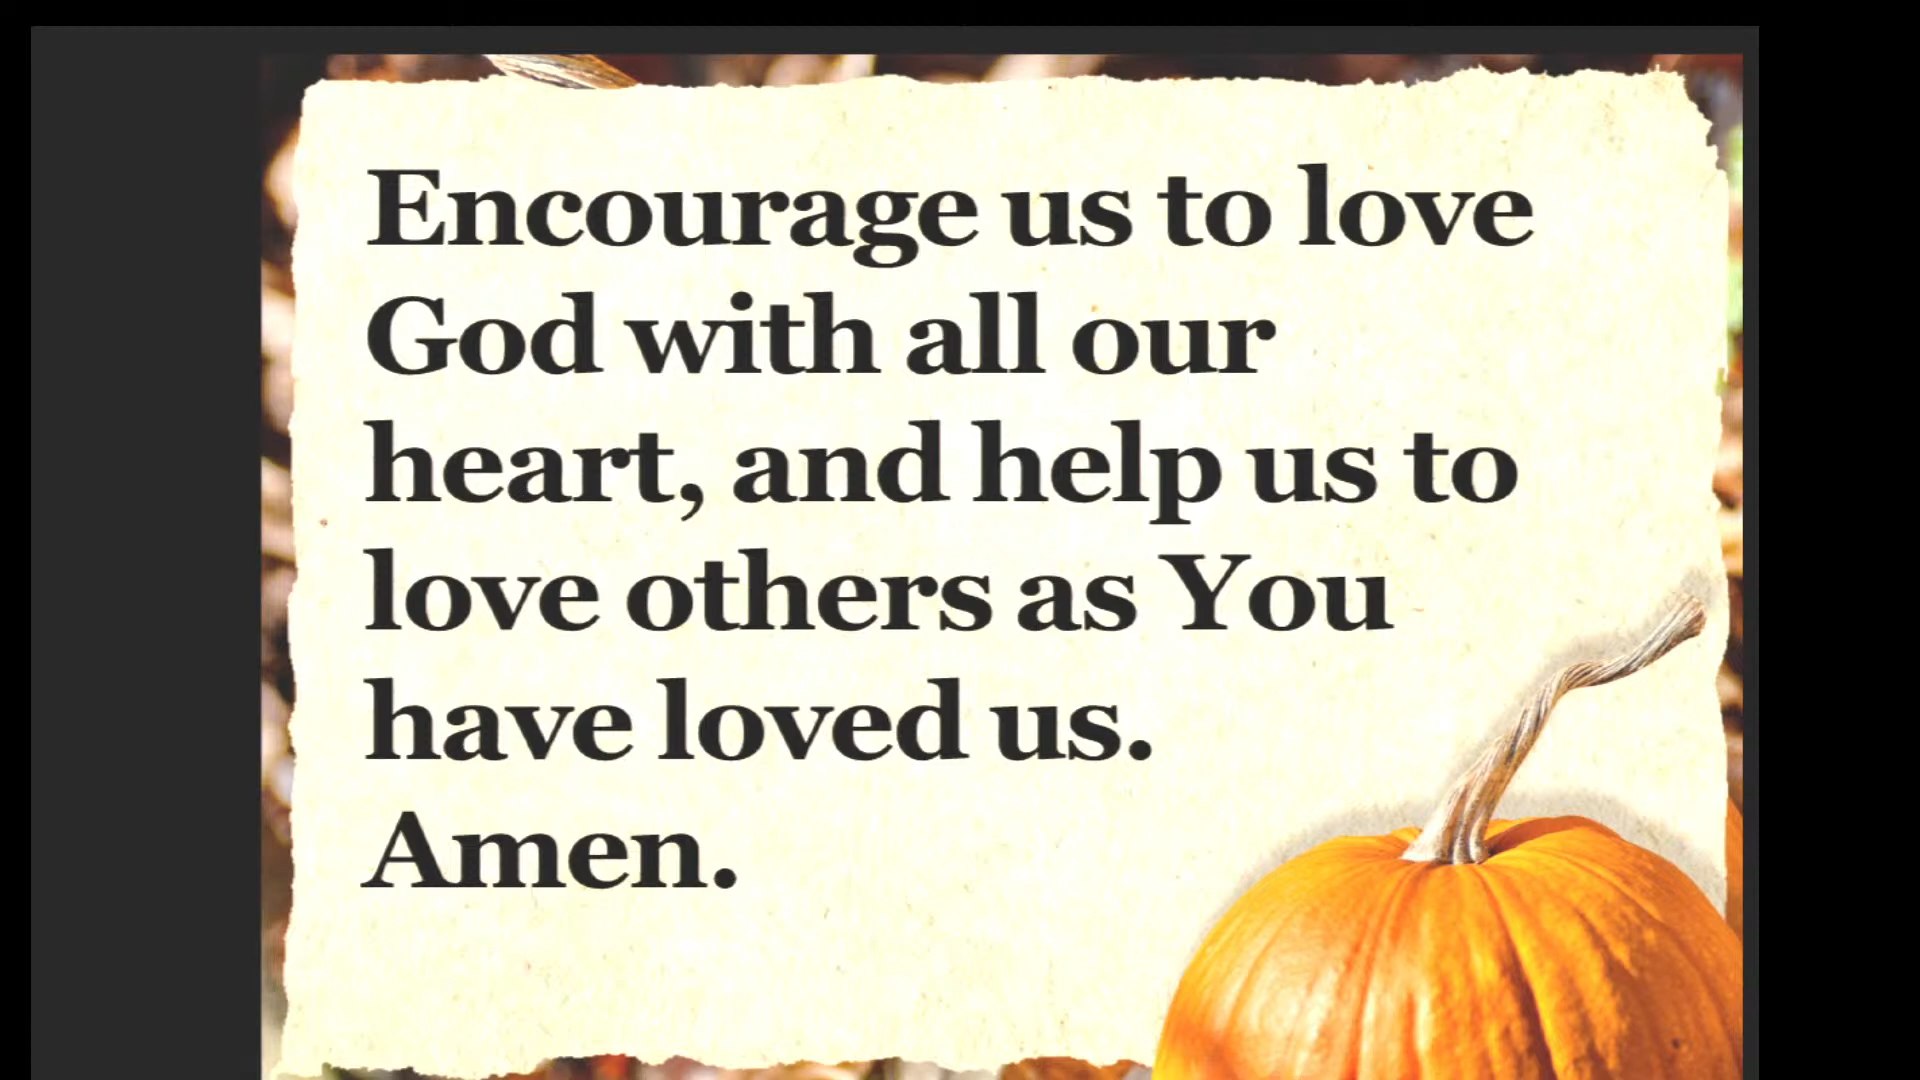 Encourage us to love
God with all our
heart, and help us to
love others as You
have loved us.
Amen.